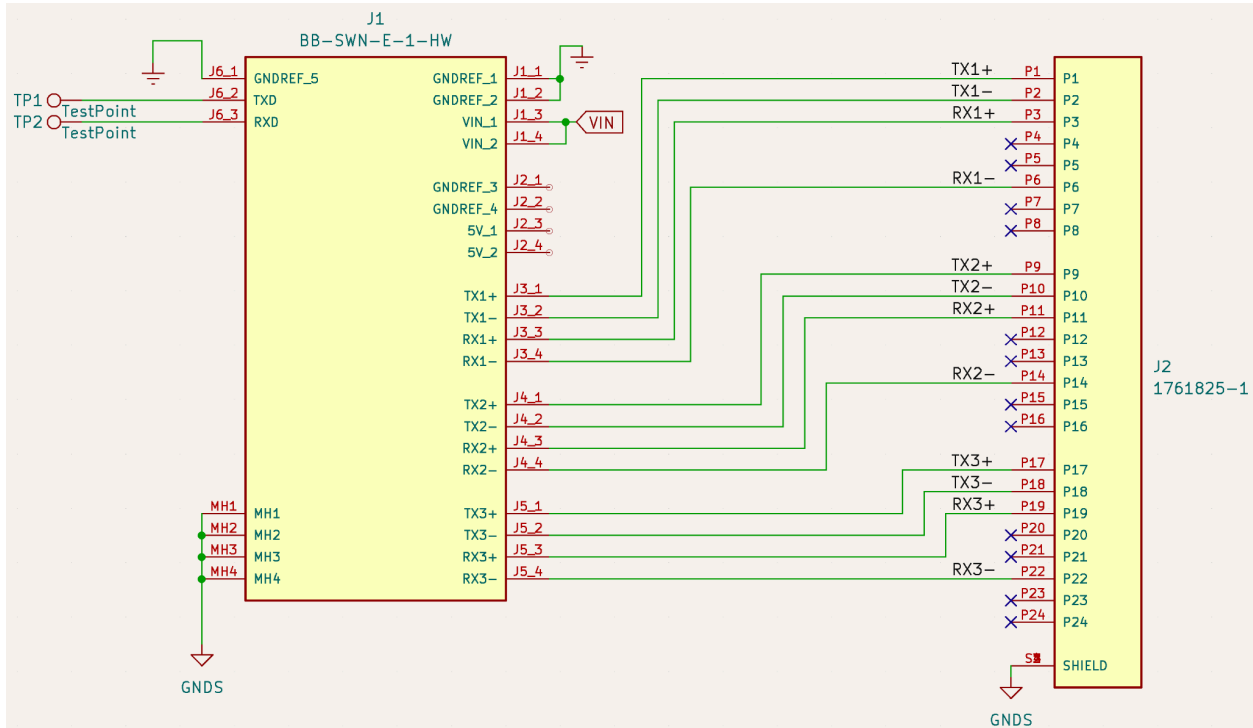 J1
BB-SWN-E-1-HW
J6_1 GNDREF_5
J6_2 TXD
J6_3 RXD
TP1 TestPoint
TP2 TestPoint
GNDREF_1 J1_1
GNDREF_2 J1_2
VIN_1 J1_3
VIN_2 J1_4
VIN
GNDREF_3 J2_1
GNDREF_4 J2_2
5V_1 J2_3
5V_2 J2_4
TX1+ J3_1
TX1- J3_2
RX1+ J3_3
RX1- J3_4
TX2+ J4_1
TX2- J4_2
RX2+ J4_3
RX2- J4_4
TX3+ J5_1
TX3- J5_2
RX3+ J5_3
RX3- J5_4
MH1 MH1
MH2 MH2
MH3 MH3
MH4 MH4
GNDS
TX1+ P1 P1
TX1- P2 P2
RX1+ P3 P3
P4 P4
P5 P5
RX1- P6 P6
P7 P7
P8 P8
TX2+ P9 P9
TX2- P10 P10
RX2+ P11 P11
P12 P12
P13 P13
RX2- P14 P14
P15 P15
P16 P16
TX3+ P17 P17
TX3- P18 P18
RX3+ P19 P19
P20 P20
P21 P21
RX3- P22 P22
P23 P23
P24 P24
SHIELD
J2
1761825-1
GNDS